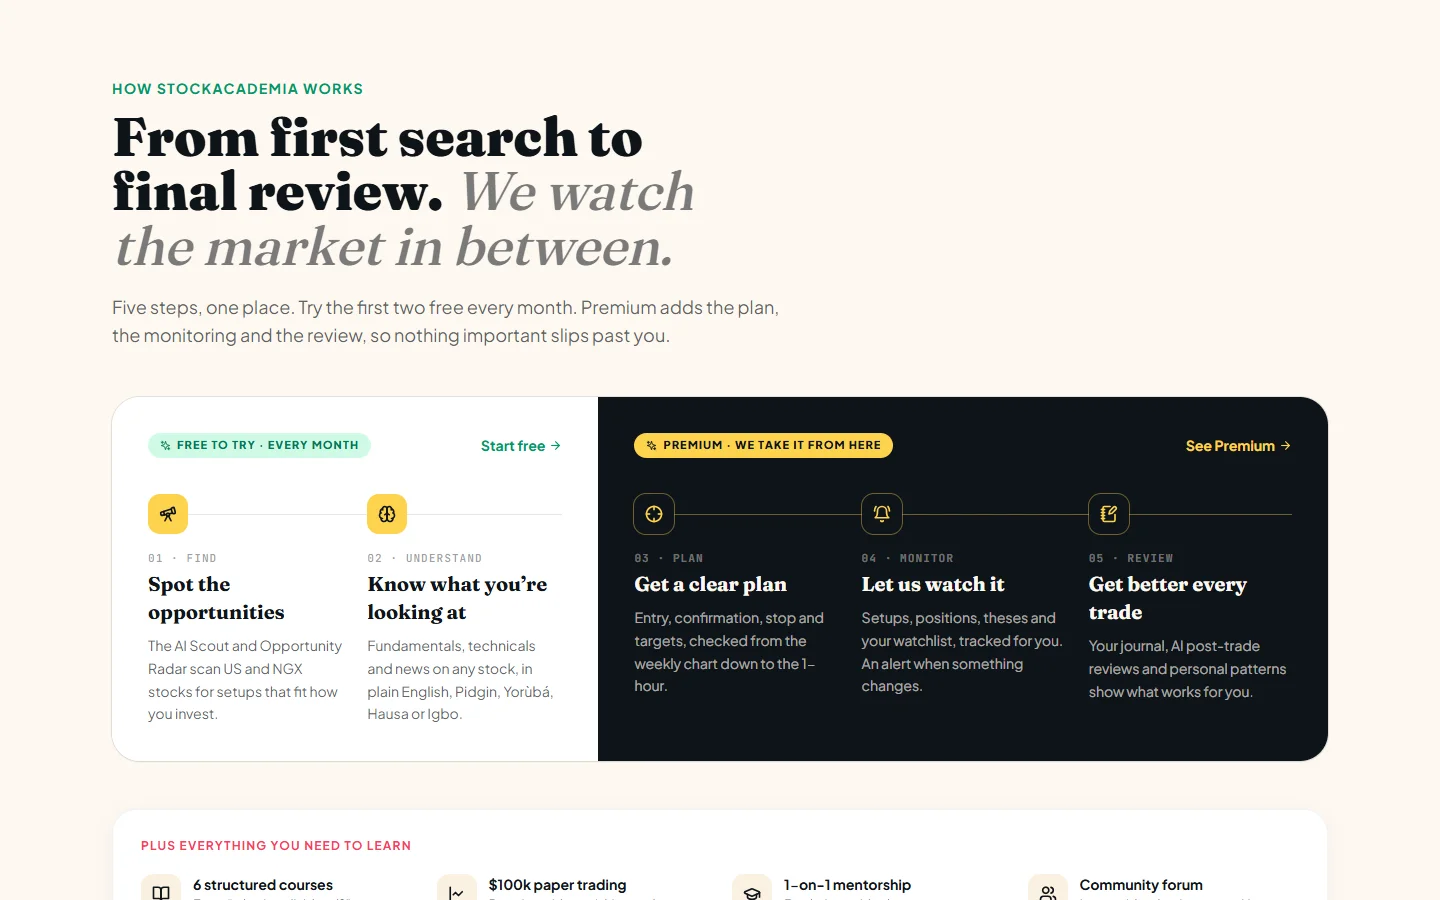 HOW STOCKACADEMIA WORKS
From first search to
final review. We watch
the market in between.
Five steps, one place. Try the first two free every month. Premium adds the plan,
the monitoring and the review, so nothing important slips past you.
FREE TO TRY · EVERY MONTH
Start free →
01 · FIND
Spot the
opportunities
The AI Scout and Opportunity
Radar scan US and NGX
stocks for setups that fit how
you invest.
02 · UNDERSTAND
Know what you’re
looking at
Fundamentals, technicals
and news on any stock, in
plain English, Pidgin, Yorùbá,
Hausa or Igbo.
PREMIUM · WE TAKE IT FROM HERE
See Premium →
03 · PLAN
Get a clear plan
Entry, confirmation, stop and
targets, checked from the
weekly chart down to the 1-
hour.
04 · MONITOR
Let us watch it
Setups, positions, theses and
your watchlist, tracked for you.
An alert when something
changes.
05 · REVIEW
Get better every
trade
Your journal, AI post-trade
reviews and personal patterns
show what works for you.
PLUS EVERYTHING YOU NEED TO LEARN
6 structured courses
$100k paper trading
1-on-1 mentorship
Community forum